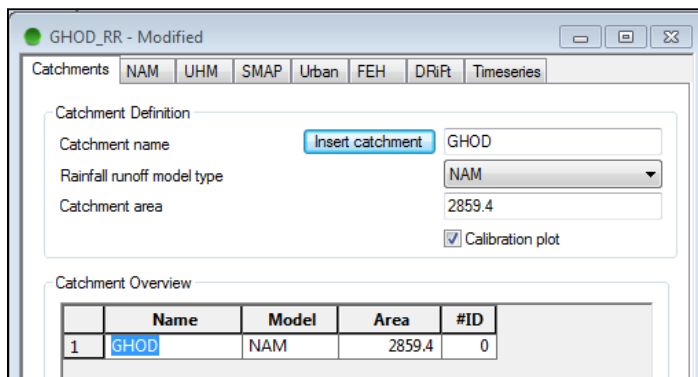 GHOD_RR - Modified
Catchments NAM UHM SMAP Urban FEH DRiFt Timeseries
Catchment Definition
Catchment name Insert catchment GHOD
Rainfall runoff model type NAM
Catchment area 2859.4
Calibration plot
Catchment Overview
Name Model Area #ID
1 GHOD NAM 2859.4 0